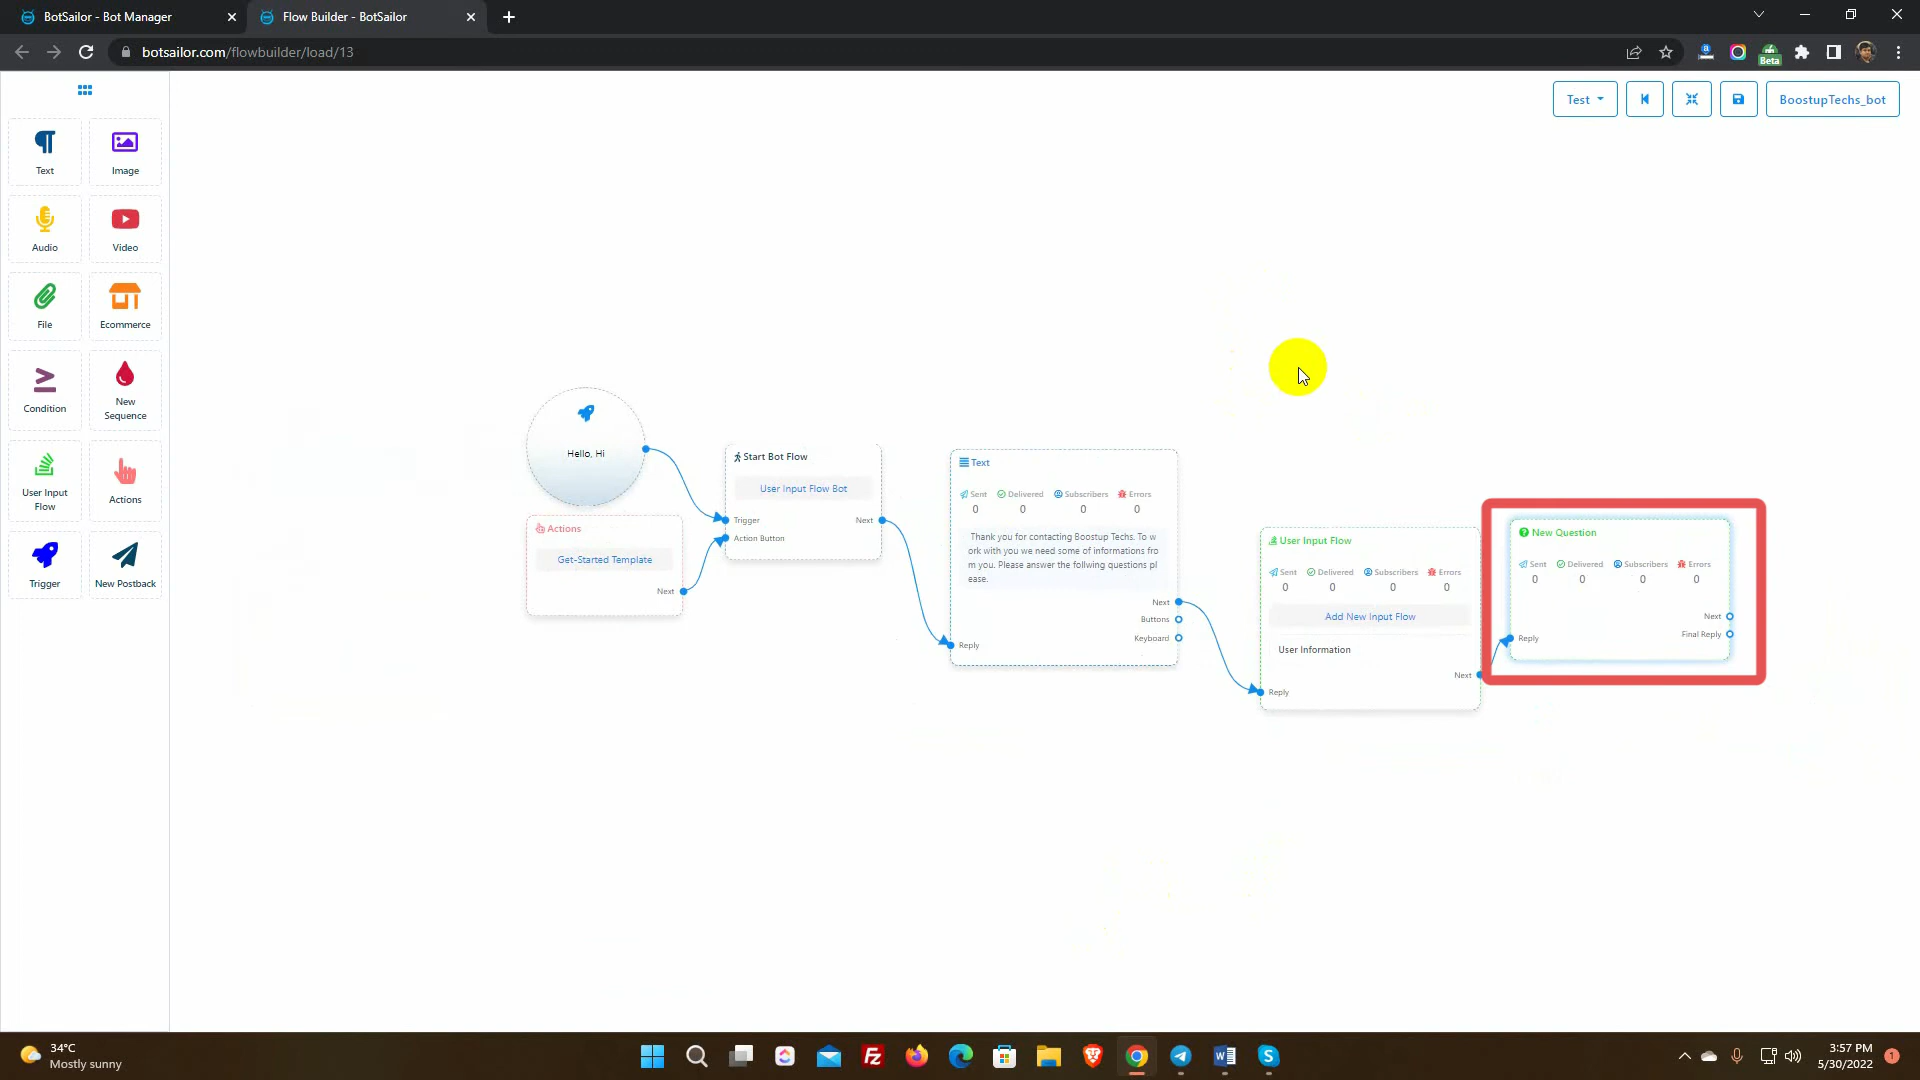 BotSailor - Bot Manager
Flow Builder - BotSailor
botsailor.com/flowbuilder/load/13
Beta
Test
BoostupTechs_bot
Text
Image
Audio
Video
File
Ecommerce
Condition
New
Sequence
User Input
Flow
Actions
Trigger
New Postback
Hello, Hi
Actions
Get-Started Template
Next
Start Bot Flow
User Input Flow Bot
Trigger
Next
Action Button
Text
Sent Delivered Subscribers Errors
0 0 0 0
Thank you for contacting Boostup Techs. To w
ork with you we need some of informations fro
m you. Please answer the follwing questions pl
ease.
Next
Buttons
Keyboard
Reply
User Input Flow
Sent Delivered Subscribers Errors
0 0 0 0
Add New Input Flow
User Information
Next
Reply
New Question
Sent Delivered Subscribers Errors
0 0 0 0
Next
Final Reply
Reply
34°C
Mostly sunny
3:57 PM
5/30/2022
1